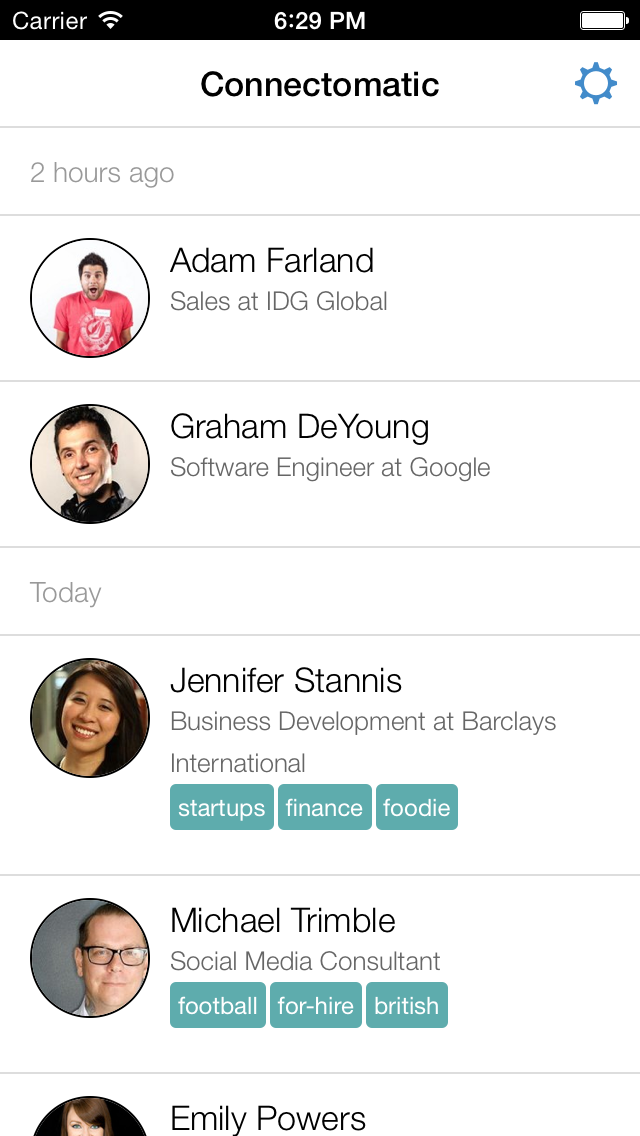 Carrier 6:29 PM
Connectomatic
2 hours ago
Adam Farland
Sales at IDG Global
Graham DeYoung
Software Engineer at Google
Today
Jennifer Stannis
Business Development at Barclays
International
startups finance foodie
Michael Trimble
Social Media Consultant
football for-hire british
Emily Powers